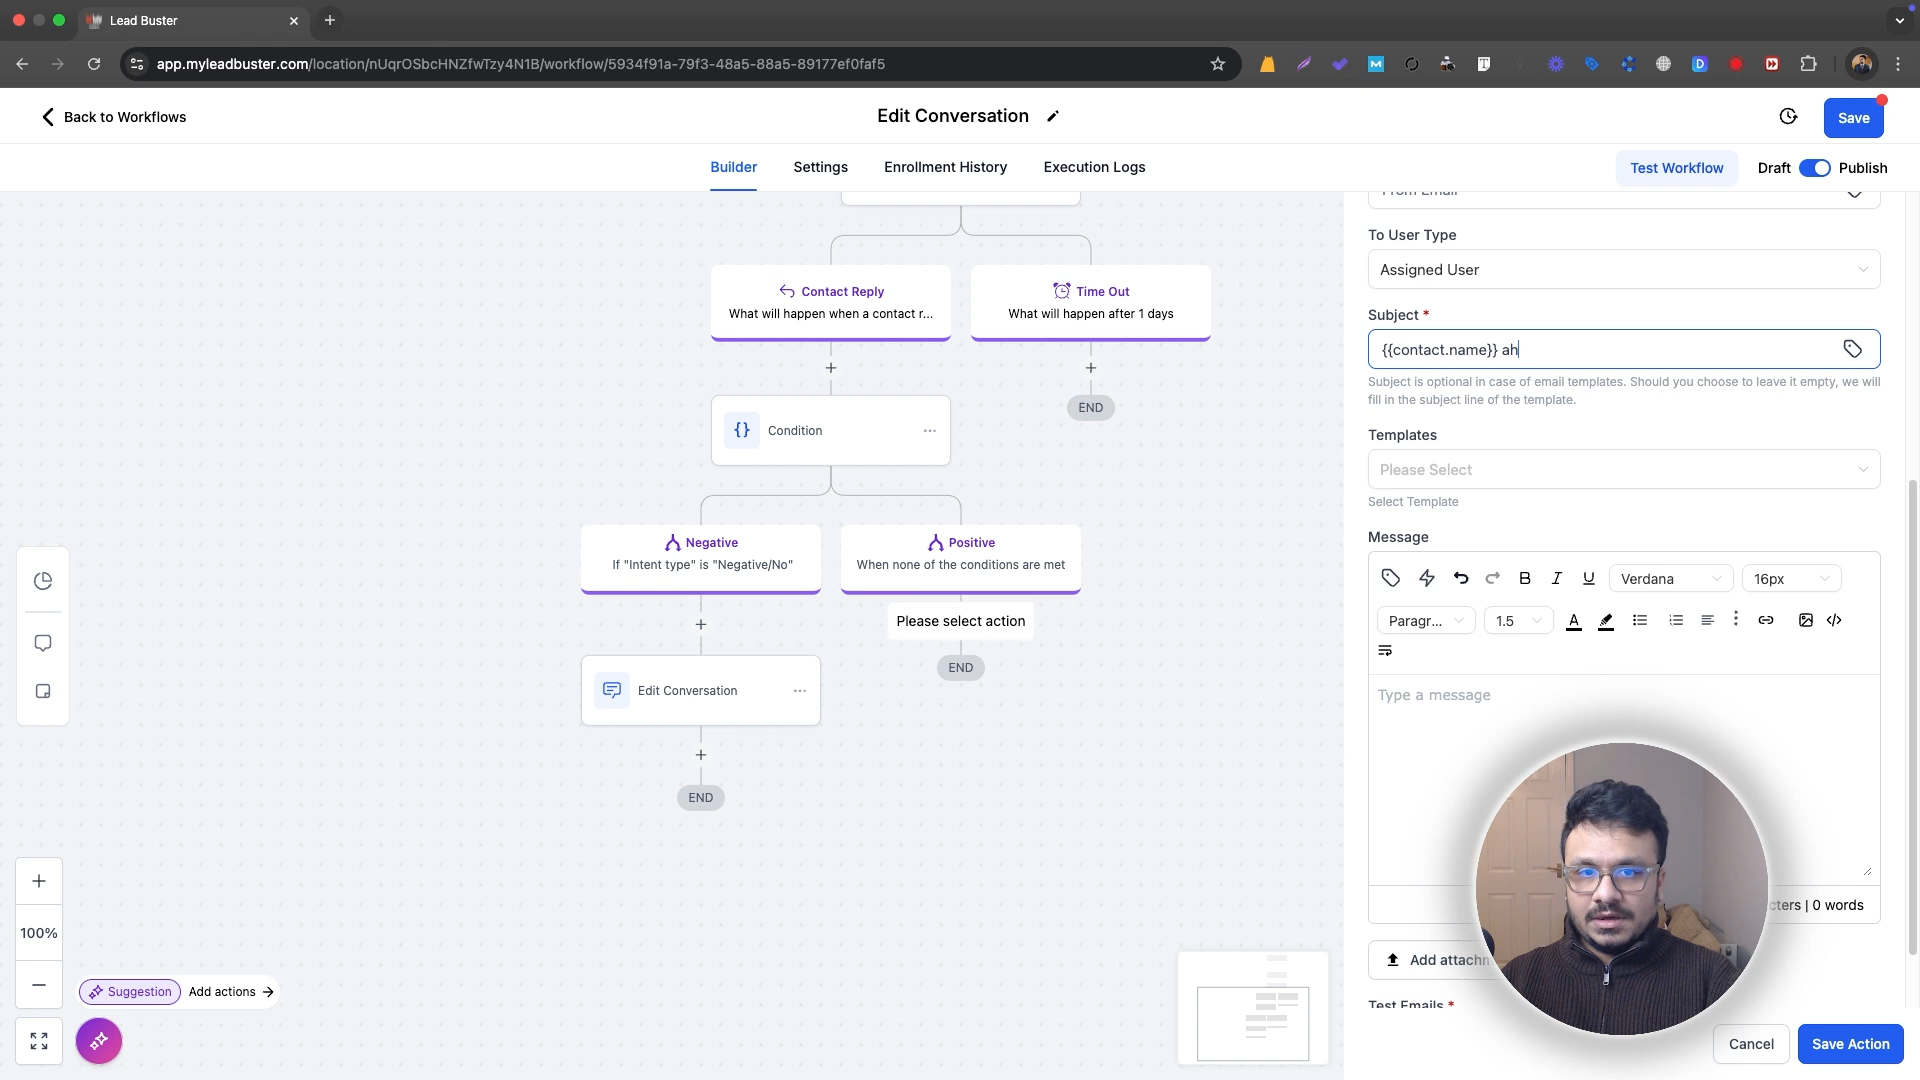 Lead Buster
app.myleadbuster.com/location/nUqrOSbcHNZfwTzy4N1B/workflow/5934f91a-79f3-48a5-88a5-89177ef0faf5
Back to Workflows
Edit Conversation
Save
Builder
Settings
Enrollment History
Execution Logs
Test Workflow
Draft
Publish
From Email
To User Type
Assigned User
Subject *
{{contact.name}} ah
Subject is optional in case of email templates. Should you choose to leave it empty, we will
fill in the subject line of the template.
Templates
Please Select
Select Template
Message
Verdana
16px
Paragr...
1.5
Type a message
cters | 0 words
Add attachm
Test Emails *
Cancel
Save Action
Contact Reply
What will happen when a contact r...
Time Out
What will happen after 1 days
END
Condition
Negative
If "Intent type" is "Negative/No"
Positive
When none of the conditions are met
Please select action
END
Edit Conversation
END
100%
Suggestion
Add actions